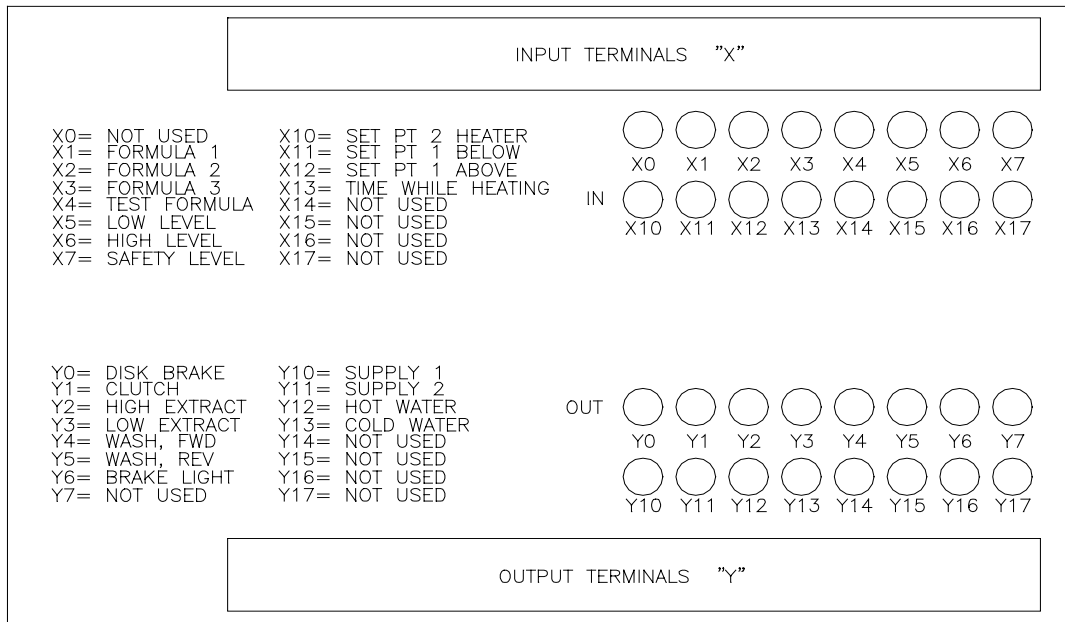 INPUT TERMINALS "X"
X0= NOT USED
X1= FORMULA 1
X2= FORMULA 2
X3= FORMULA 3
X4= TEST FORMULA
X5= LOW LEVEL
X6= HIGH LEVEL
X7= SAFETY LEVEL
X10= SET PT 2 HEATER
X11= SET PT 1 BELOW
X12= SET PT 1 ABOVE
X13= TIME WHILE HEATING
X14= NOT USED
X15= NOT USED
X16= NOT USED
X17= NOT USED
X0 X1 X2 X3 X4 X5 X6 X7
IN
X10 X11 X12 X13 X14 X15 X16 X17
Y0= DISK BRAKE
Y1= CLUTCH
Y2= HIGH EXTRACT
Y3= LOW EXTRACT
Y4= WASH, FWD
Y5= WASH, REV
Y6= BRAKE LIGHT
Y7= NOT USED
Y10= SUPPLY 1
Y11= SUPPLY 2
Y12= HOT WATER
Y13= COLD WATER
Y14= NOT USED
Y15= NOT USED
Y16= NOT USED
Y17= NOT USED
OUT
Y0 Y1 Y2 Y3 Y4 Y5 Y6 Y7
Y10 Y11 Y12 Y13 Y14 Y15 Y16 Y17
OUTPUT TERMINALS "Y"